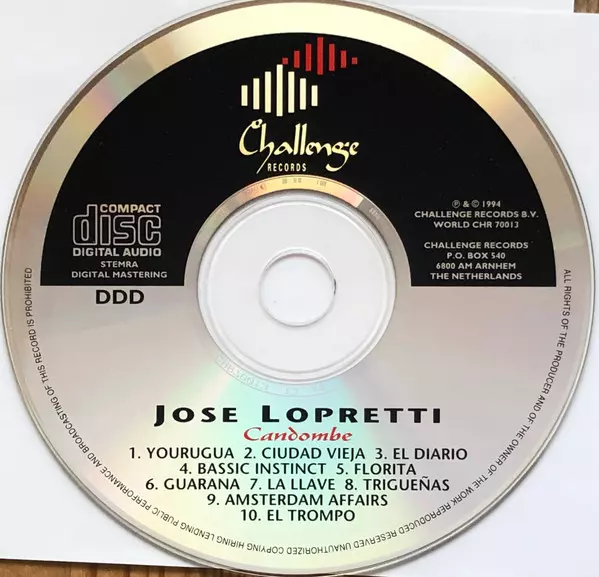 Challenge
RECORDS
COMPACT
disc
DIGITAL AUDIO
STEMRA
DIGITAL MASTERING
DDD
℗ & © 1994
CHALLENGE RECORDS B.V.
WORLD CHR 70013
CHALLENGE RECORDS
P.O. BOX 540
6800 AM ARNHEM
THE NETHERLANDS
JOSE LOPRETTI
Candombe
1. YOURUGUA 2. CIUDAD VIEJA 3. EL DIARIO
4. BASSIC INSTINCT 5. FLORITA
6. GUARANA 7. LA LLAVE 8. TRIGUEÑAS
9. AMSTERDAM AFFAIRS
10. EL TROMPO
ALL RIGHTS OF THE PRODUCER AND OF THE OWNER OF THE WORK REPRODUCED RESERVED UNAUTHORIZED COPYING HIRING LENDING PUBLIC PERFORMANCE AND BROADCASTING OF THIS RECORD IS PROHIBITED